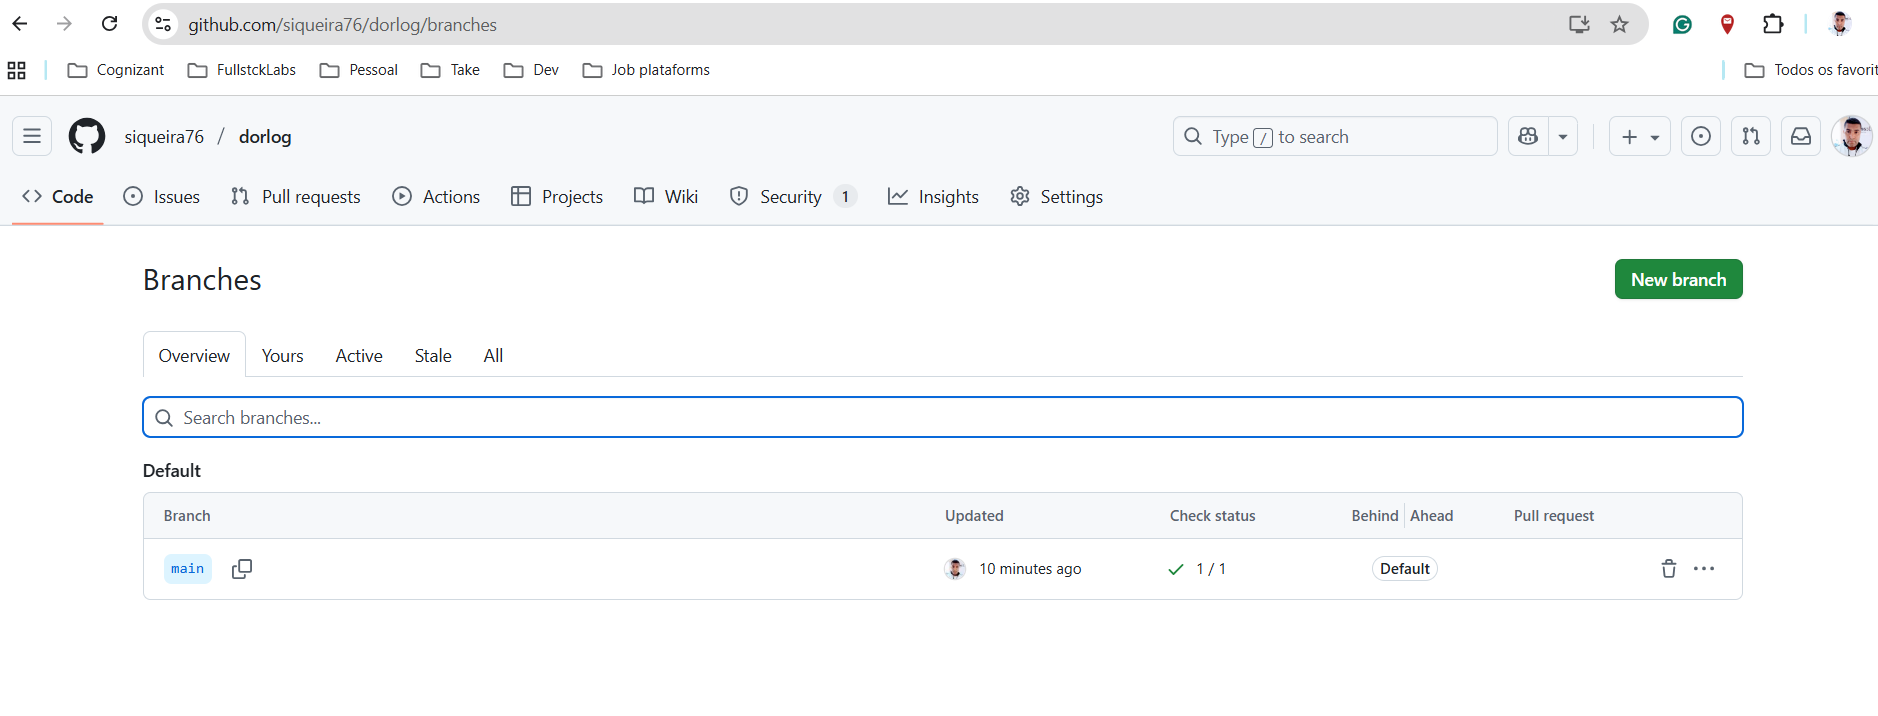 github.com/siqueira76/dorlog/branches
Cognizant FullstckLabs Pessoal Take Dev Job plataforms Todos os favorit
siqueira76 / dorlog Type / to search
Code Issues Pull requests Actions Projects Wiki Security 1 Insights Settings
Branches New branch
Overview Yours Active Stale All
Search branches...
Default
Branch Updated Check status Behind Ahead Pull request
main 10 minutes ago 1 / 1 Default